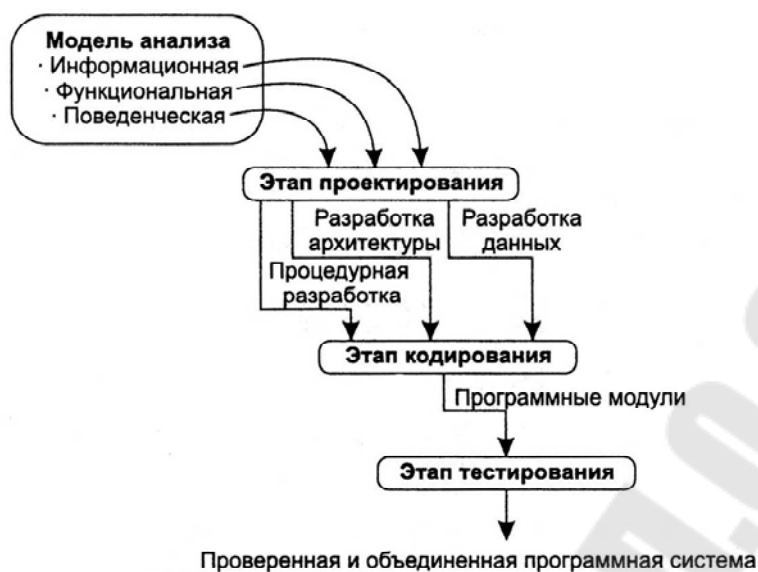 Модель анализа
· Информационная
· Функциональная
· Поведенческая
Этап проектирования
Разработка
архитектуры
Разработка
данных
Процедурная
разработка
Этап кодирования
Программные модули
Этап тестирования
Проверенная и объединенная программная система